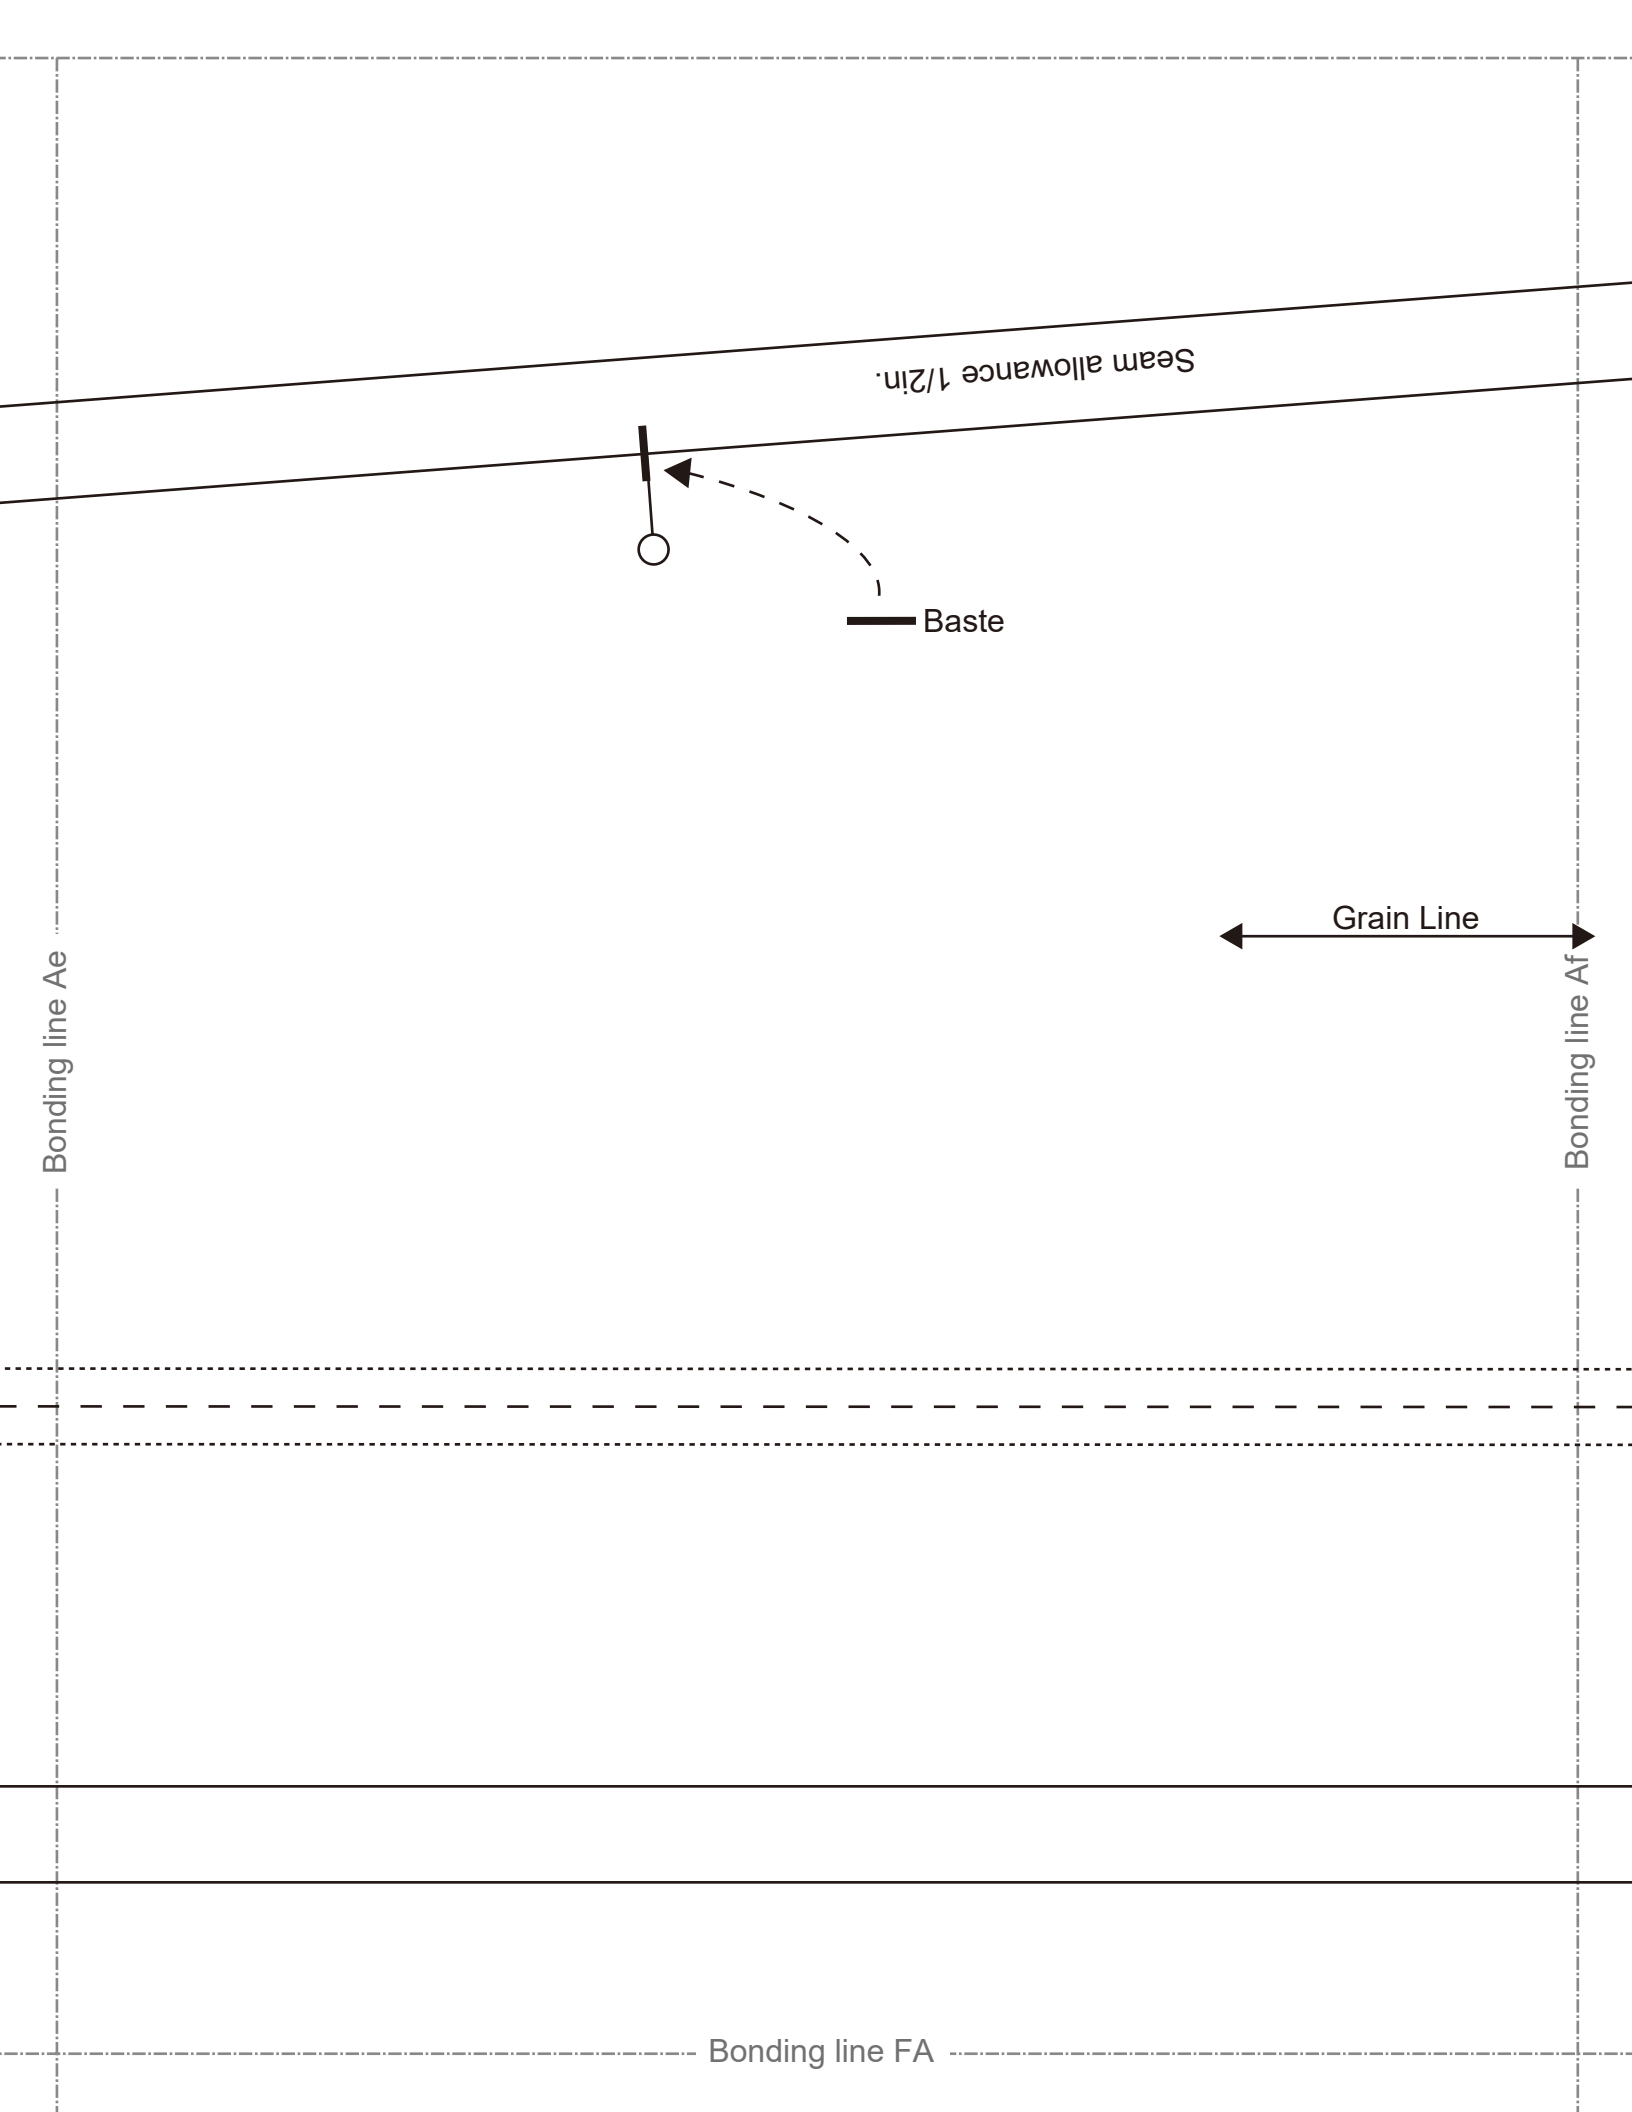 Seam allowance 1/2in.
Baste
Grain Line
Bonding line Ae
Bonding line Af
Bonding line FA